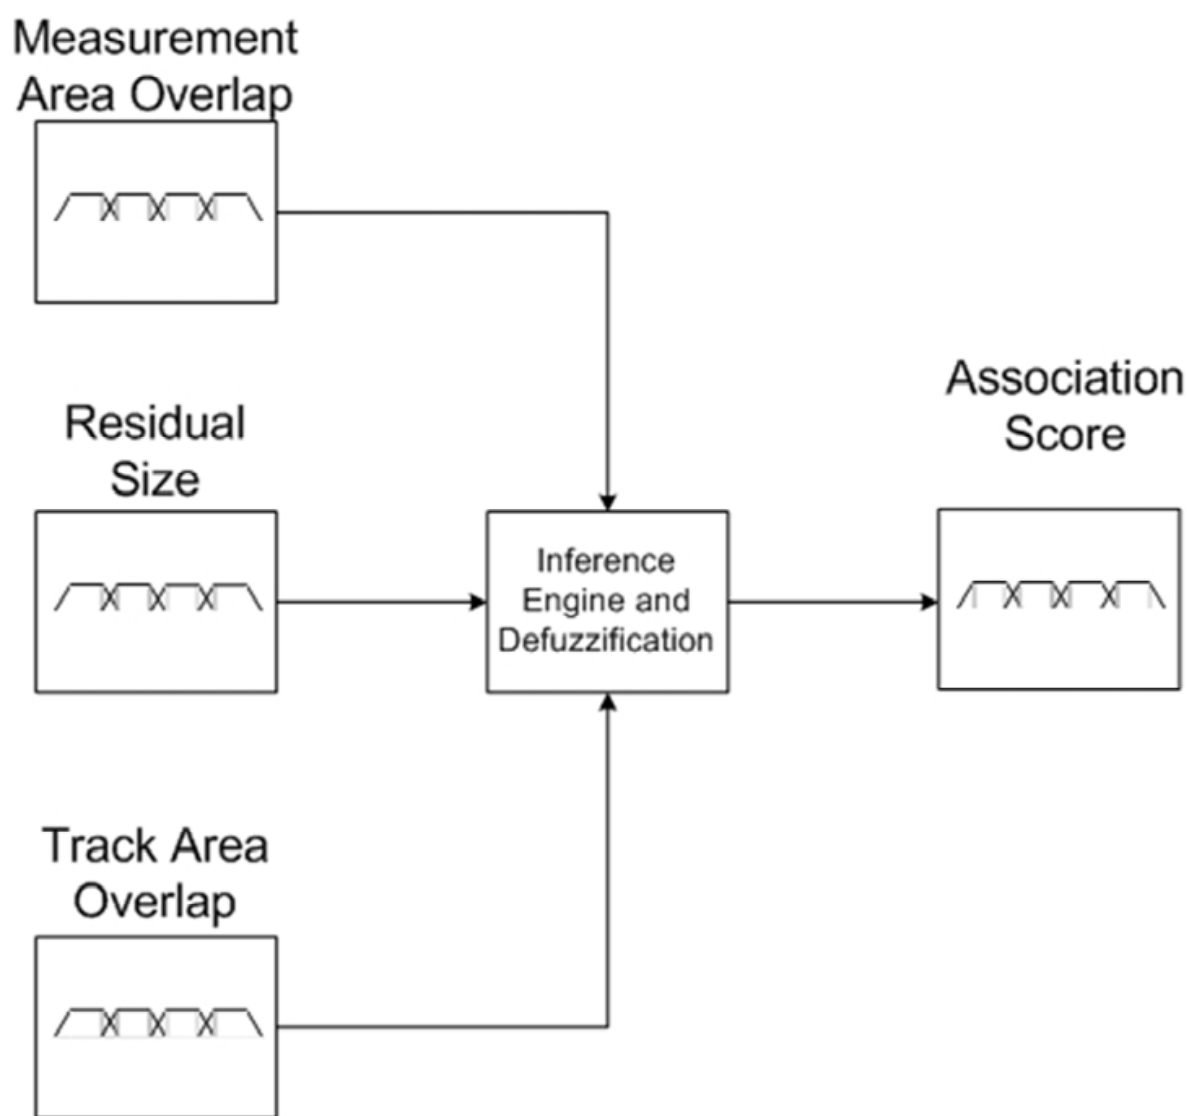 Measurement
Area Overlap
Residual
Size
Inference
Engine and
Defuzzification
Association
Score
Track Area
Overlap